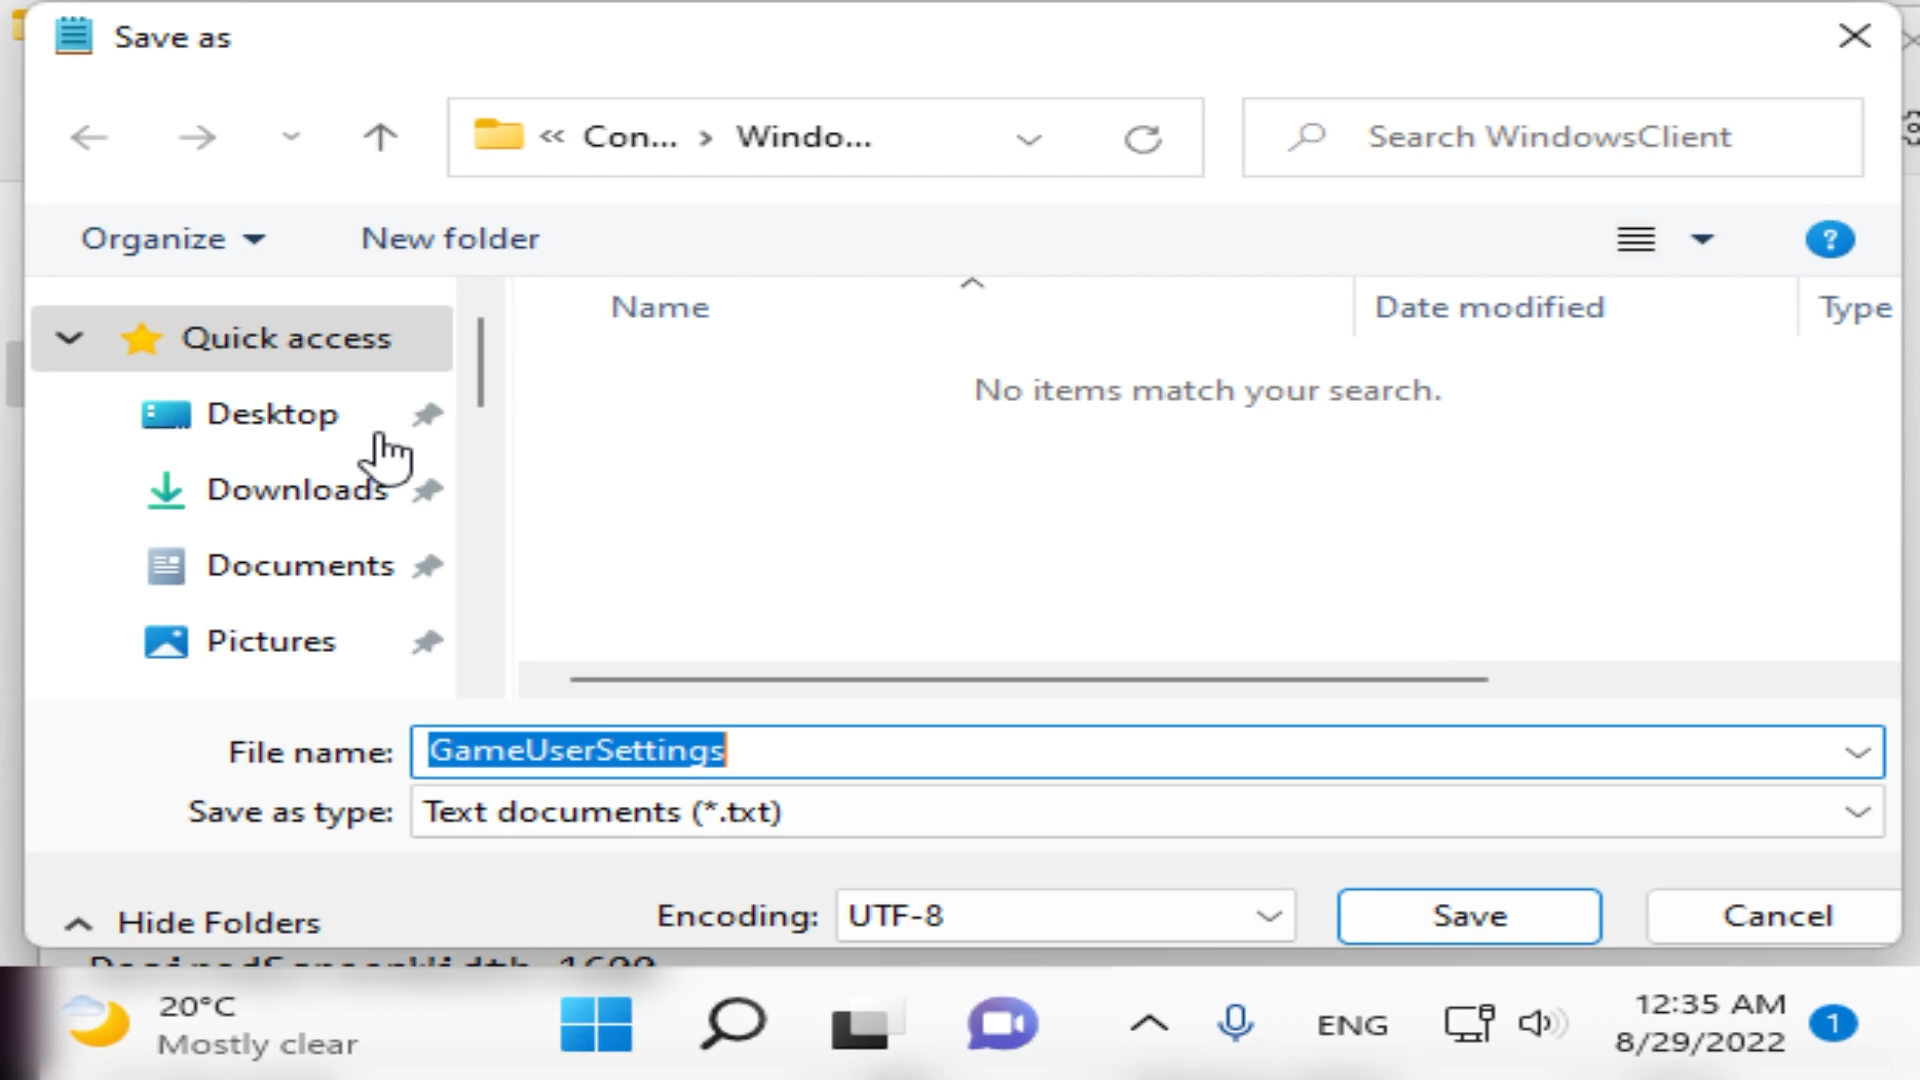 Save as
« Con... > Windo...
Search WindowsClient
Organize
New folder
?
Name
Date modified
Type
Quick access
No items match your search.
Desktop
Downloads
Documents
Pictures
File name: GameUserSettings
Save as type: Text documents (*.txt)
Hide Folders
Encoding: UTF-8
Save
Cancel
20°C
Mostly clear
ENG
12:35 AM
8/29/2022
1